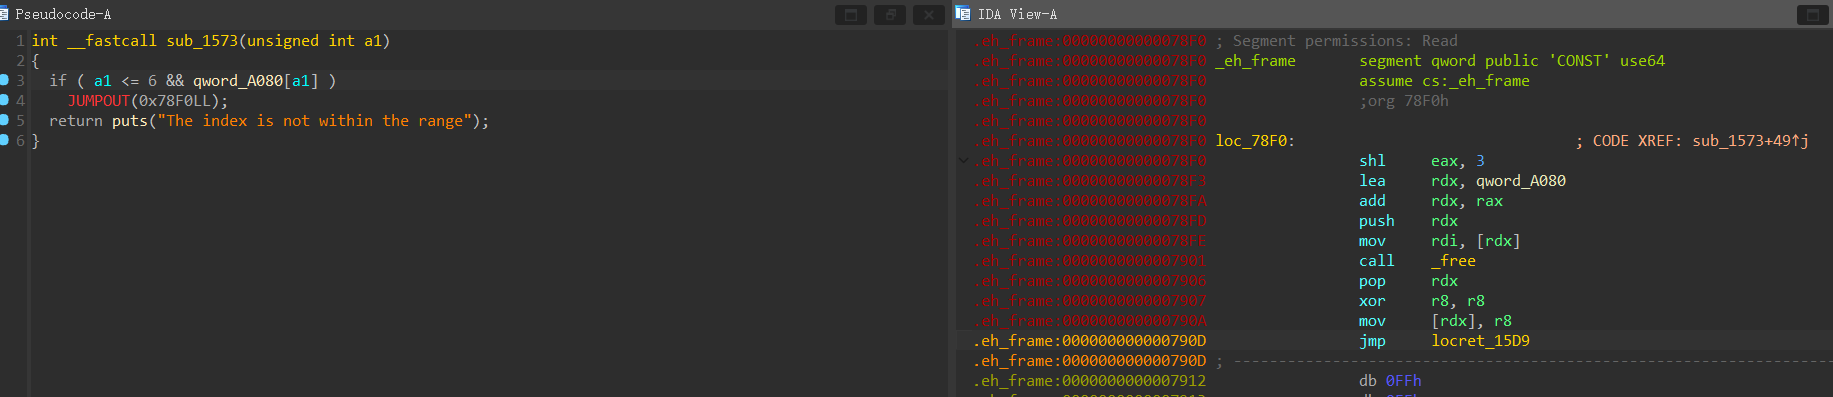 Pseudocode-A
1 int __fastcall sub_1573(unsigned int a1)
2 {
3   if ( a1 <= 6 && qword_A080[a1] )
4     JUMPOUT(0x78F0LL);
5   return puts("The index is not within the range");
6 }
IDA View-A
.eh_frame:00000000000078F0 ; Segment permissions: Read
.eh_frame:00000000000078F0 _eh_frame segment qword public 'CONST' use64
.eh_frame:00000000000078F0 assume cs:_eh_frame
.eh_frame:00000000000078F0 ;org 78F0h
.eh_frame:00000000000078F0
.eh_frame:00000000000078F0 loc_78F0: ; CODE XREF: sub_1573+49↑j
.eh_frame:00000000000078F0 shl eax, 3
.eh_frame:00000000000078F3 lea rdx, qword_A080
.eh_frame:00000000000078FA add rdx, rax
.eh_frame:00000000000078FD push rdx
.eh_frame:00000000000078FE mov rdi, [rdx]
.eh_frame:0000000000007901 call _free
.eh_frame:0000000000007906 pop rdx
.eh_frame:0000000000007907 xor r8, r8
.eh_frame:000000000000790A mov [rdx], r8
.eh_frame:000000000000790D jmp locret_15D9
.eh_frame:000000000000790D ; ---------------------------------------------------------------------------
.eh_frame:0000000000007912 db 0FFh